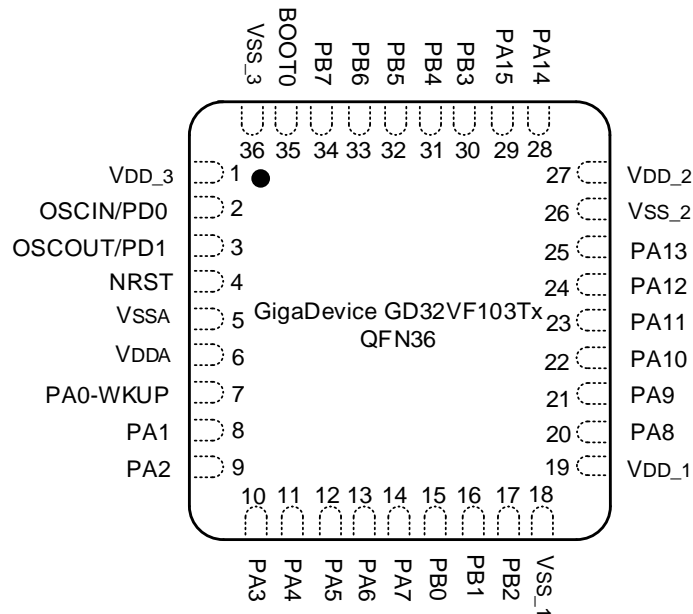 VSS_3
BOOT0
PB7
PB6
PB5
PB4
PB3
PA15
PA14
36 35 34 33 32 31 30 29 28
VDD_3 1 27 VDD_2
OSCIN/PD0 2 26 VSS_2
OSCOUT/PD1 3 25 PA13
NRST 4 24 PA12
VSSA 5 GigaDevice GD32VF103Tx 23 PA11
QFN36
VDDA 6 22 PA10
PA0-WKUP 7 21 PA9
PA1 8 20 PA8
PA2 9 19 VDD_1
10 11 12 13 14 15 16 17 18
PA3
PA4
PA5
PA6
PA7
PB0
PB1
PB2
VSS_1